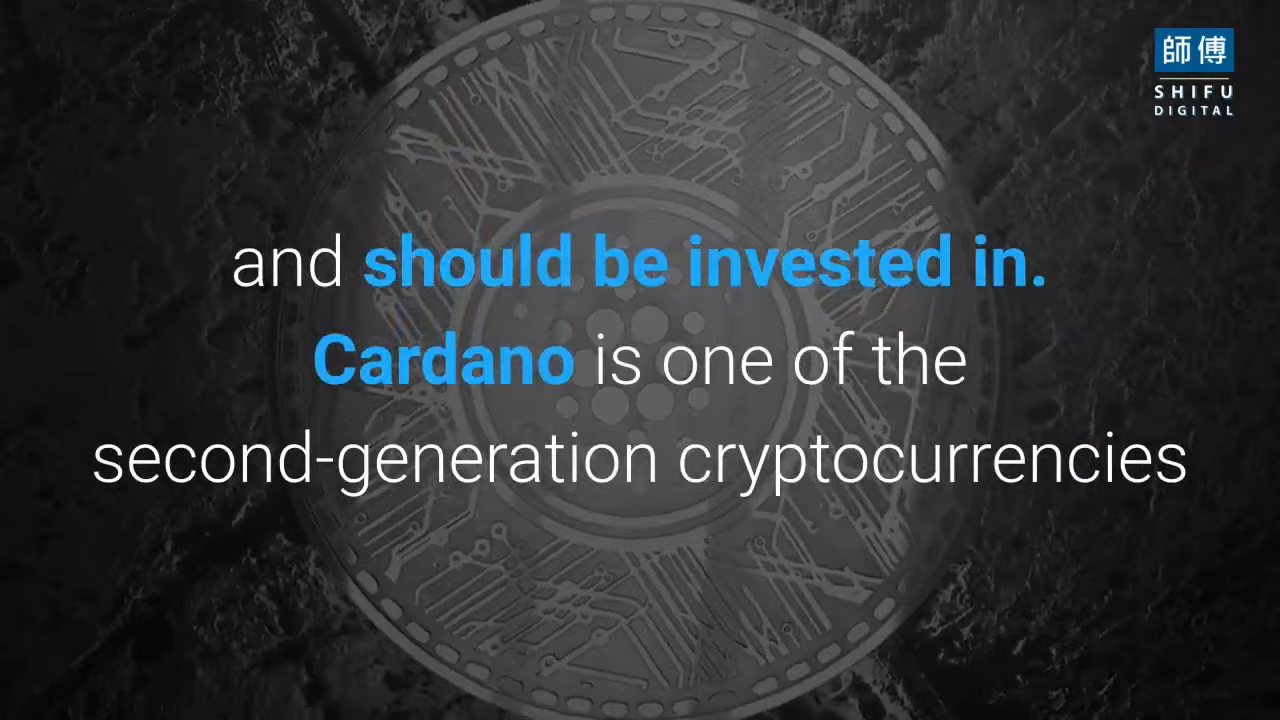 師傅
SHIFU
DIGITAL
and should be invested in.
Cardano is one of the
second-generation cryptocurrencies